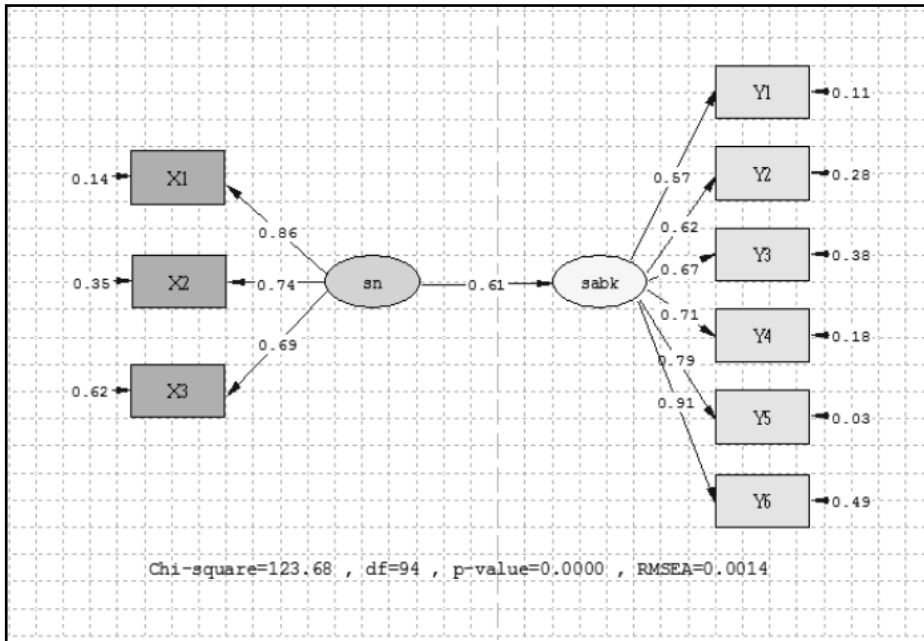 Y1
0.11
0.57
X1
0.14
0.86
Y2
0.28
0.62
Y3
0.38
0.67
X2
0.35
0.74
sn
0.61
sabk
Y4
0.18
0.71
0.69
X3
0.62
0.79
Y5
0.03
0.91
Y6
0.49
Chi-square=123.68 , df=94 , p-value=0.0000 , RMSEA=0.0014